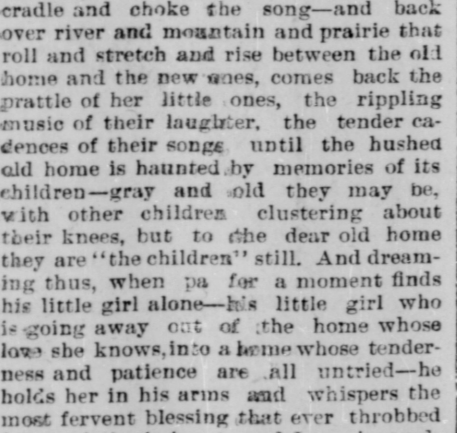 cradle and choke the song—and back
over river and mountain and prairie that
roll and stretch and rise between the old
home and the new ones, comes back the
prattle of her little ones, the rippling
music of their laughter, the tender ca-
dences of their songs until the hushed
old home is haunted by memories of its
children—gray and old they may be,
with other children clustering about
their knees, but to the dear old home
they are "the children" still. And dream-
ing thus, when pa for a moment finds
his little girl alone—his little girl who
is going away out of the home whose
love she knows, into a home whose tender-
ness and patience are all untried—he
holds her in his arms and whispers the
most fervent blessing that ever throbbed